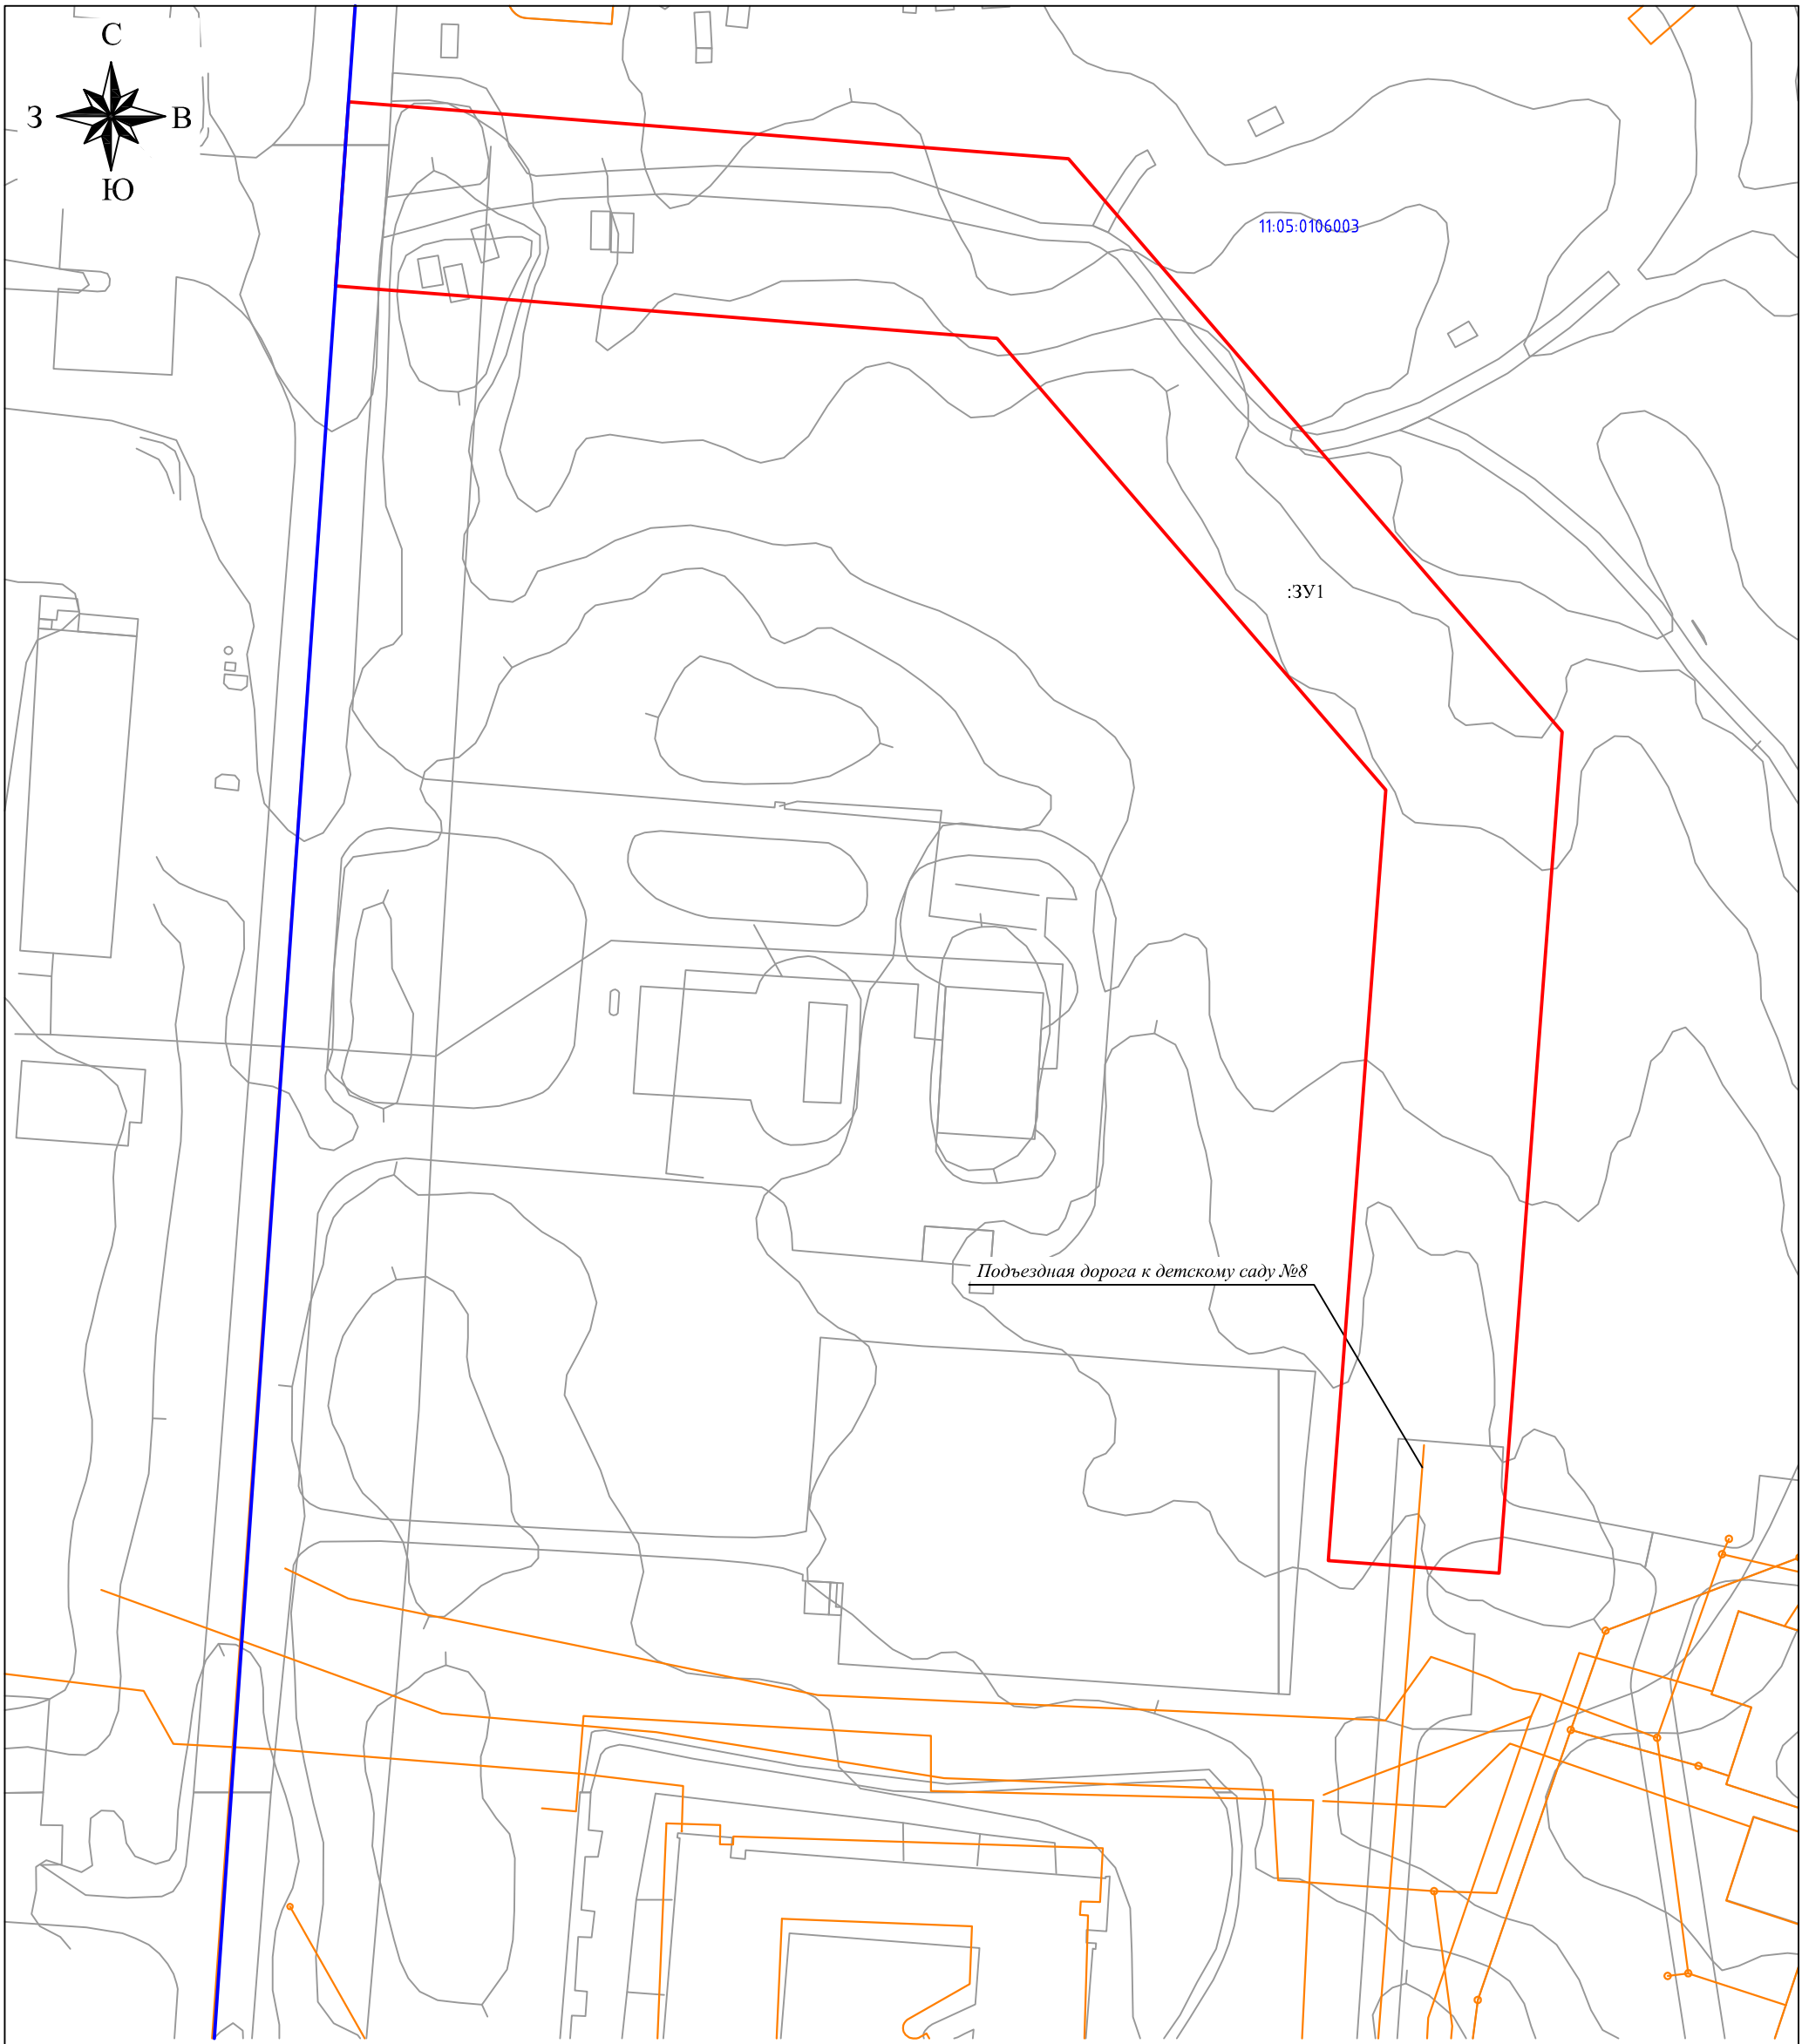 С
З
В
Ю
11:05:0106003
:ЗУ1
Подъездная дорога к детскому саду №8